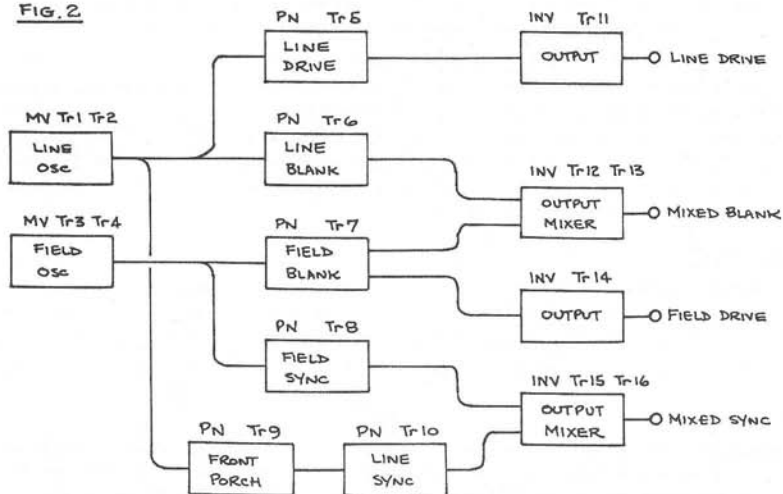 FIG. 2
PN Tr5
LINE
DRIVE
INV Tr11
OUTPUT
LINE DRIVE
MV Tr1 Tr2
LINE
OSC
PN Tr6
LINE
BLANK
INV Tr12 Tr13
OUTPUT
MIXER
MIXED BLANK
MV Tr3 Tr4
FIELD
OSC
PN Tr7
FIELD
BLANK
INV Tr14
OUTPUT
FIELD DRIVE
PN Tr8
FIELD
SYNC
INV Tr15 Tr16
OUTPUT
MIXER
MIXED SYNC
PN Tr9
FRONT
PORCH
PN Tr10
LINE
SYNC